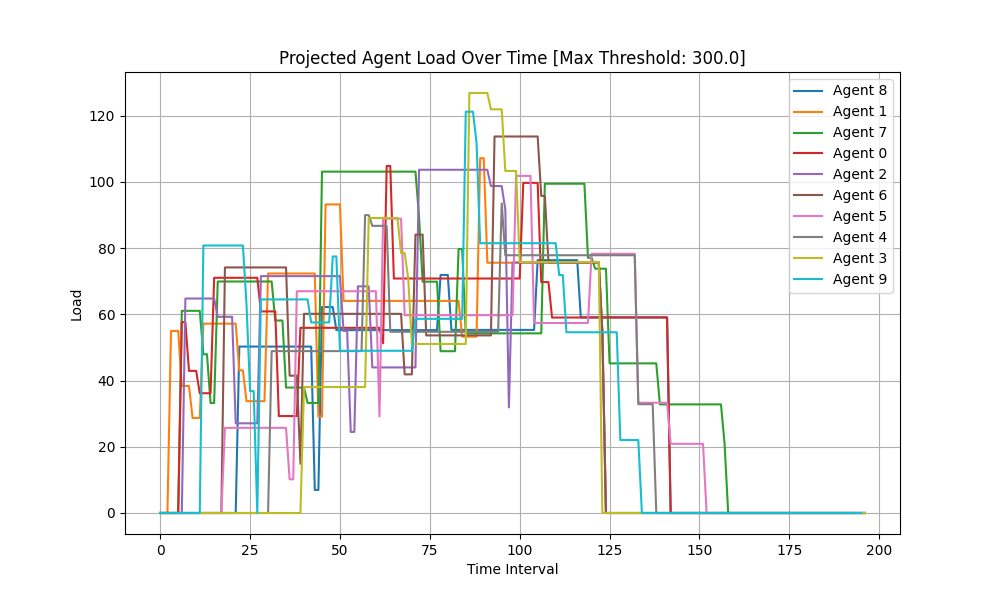 Projected Agent Load Over Time [Max Threshold: 300.0]
Load
120
100
80
60
40
20
0
Agent 8
Agent 1
Agent 7
Agent 0
Agent 2
Agent 6
Agent 5
Agent 4
Agent 3
Agent 9
0 25 50 75 100 125 150 175 200
Time Interval